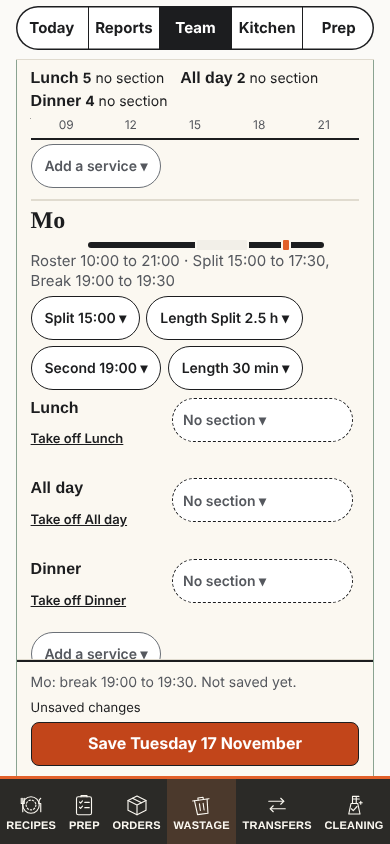 Today Reports Team Kitchen Prep
Lunch 5 no section All day 2 no section
Dinner 4 no section
09 12 15 18 21
Add a service ▾
Mo
Roster 10:00 to 21:00 · Split 15:00 to 17:30,
Break 19:00 to 19:30
Split 15:00 ▾ Length Split 2.5 h ▾
Second 19:00 ▾ Length 30 min ▾
Lunch No section ▾
Take off Lunch
All day No section ▾
Take off All day
Dinner No section ▾
Take off Dinner
Add a service ▾
Mo: break 19:00 to 19:30. Not saved yet.
Unsaved changes
Save Tuesday 17 November
RECIPES PREP ORDERS WASTAGE TRANSFERS CLEANING